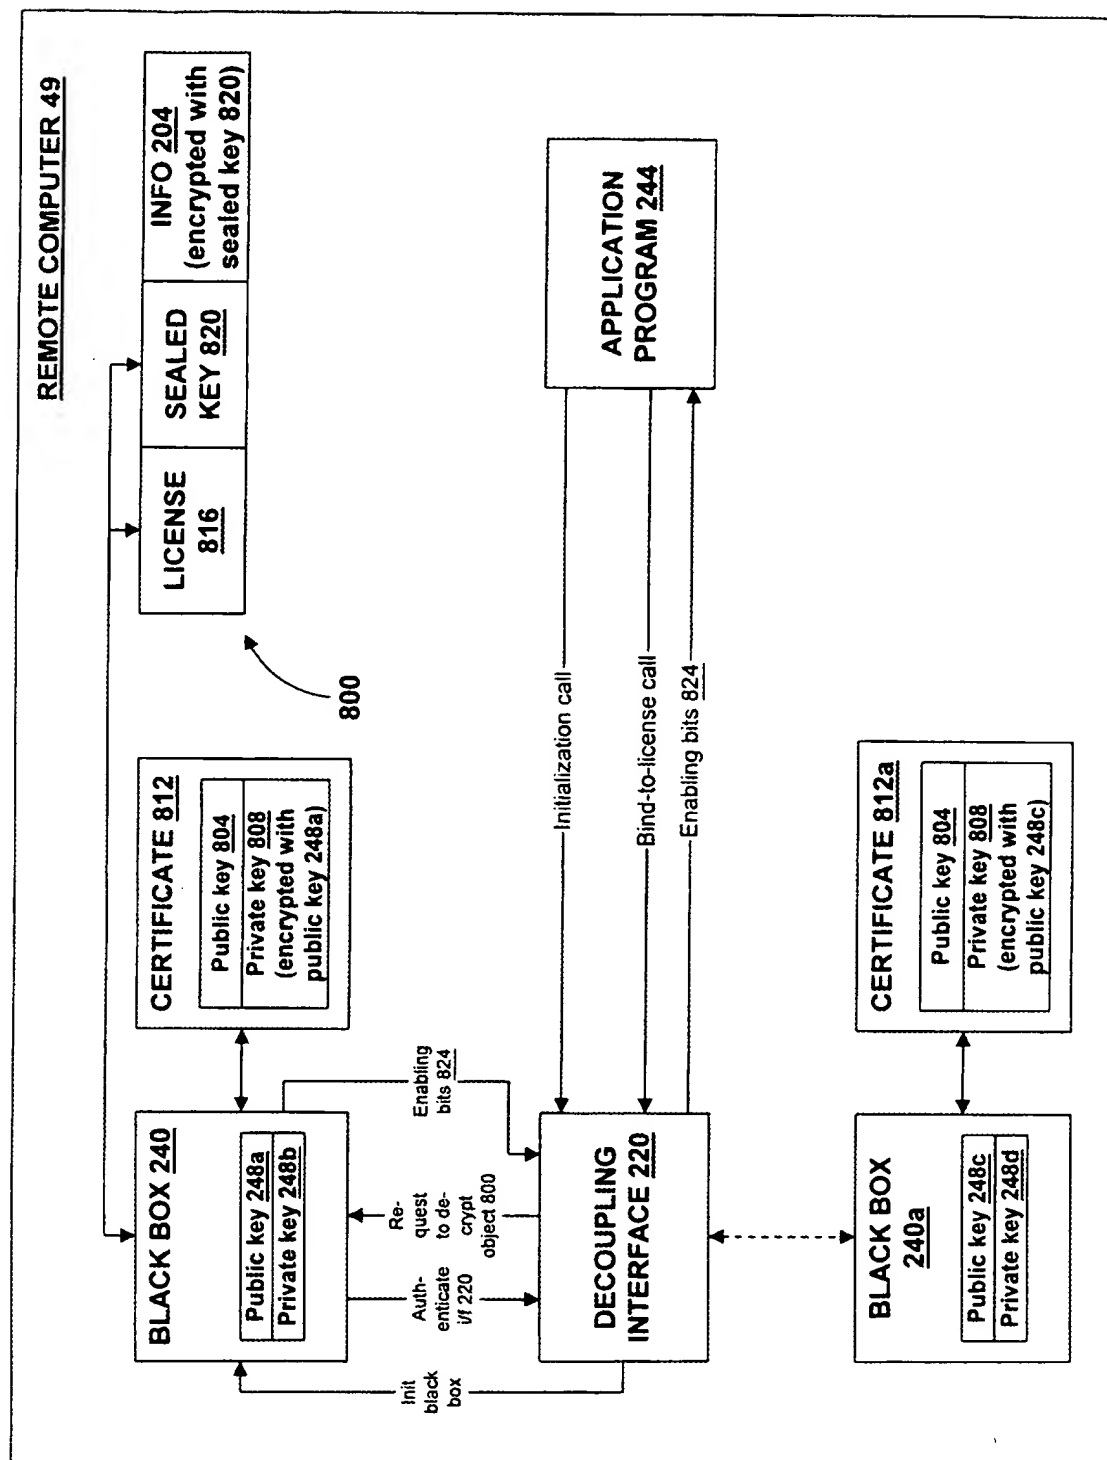 REMOTE COMPUTER 49
BLACK BOX 240
Public key 248a
Private key 248b
CERTIFICATE 812
Public key 804
Private key 808
(encrypted with
public key 248a)
800
LICENSE
816
SEALED
KEY 820
INFO 204
(encrypted with
sealed key 820)
Init
black
box
Auth-
enticate
i/f 220
Re-
quest
to de-
crypt
object 800
Enabling
bits 824
DECOUPLING
INTERFACE 220
Initialization call
Bind-to-license call
Enabling bits 824
APPLICATION
PROGRAM 244
BLACK BOX
240a
Public key 248c
Private key 248d
CERTIFICATE 812a
Public key 804
Private key 808
(encrypted with
public key 248c)